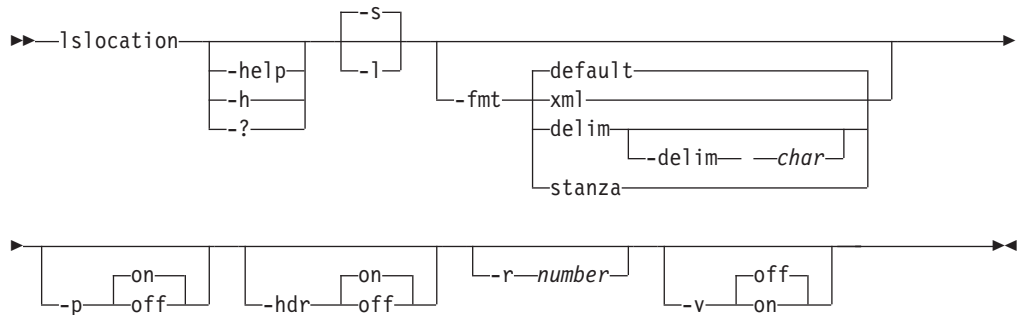 -s
lslocation
-help
-l
default
-h
-fmt
xml
-?
delim
-delim char
stanza
on
on
off
-p
off
-hdr
off
-r number
-v
on